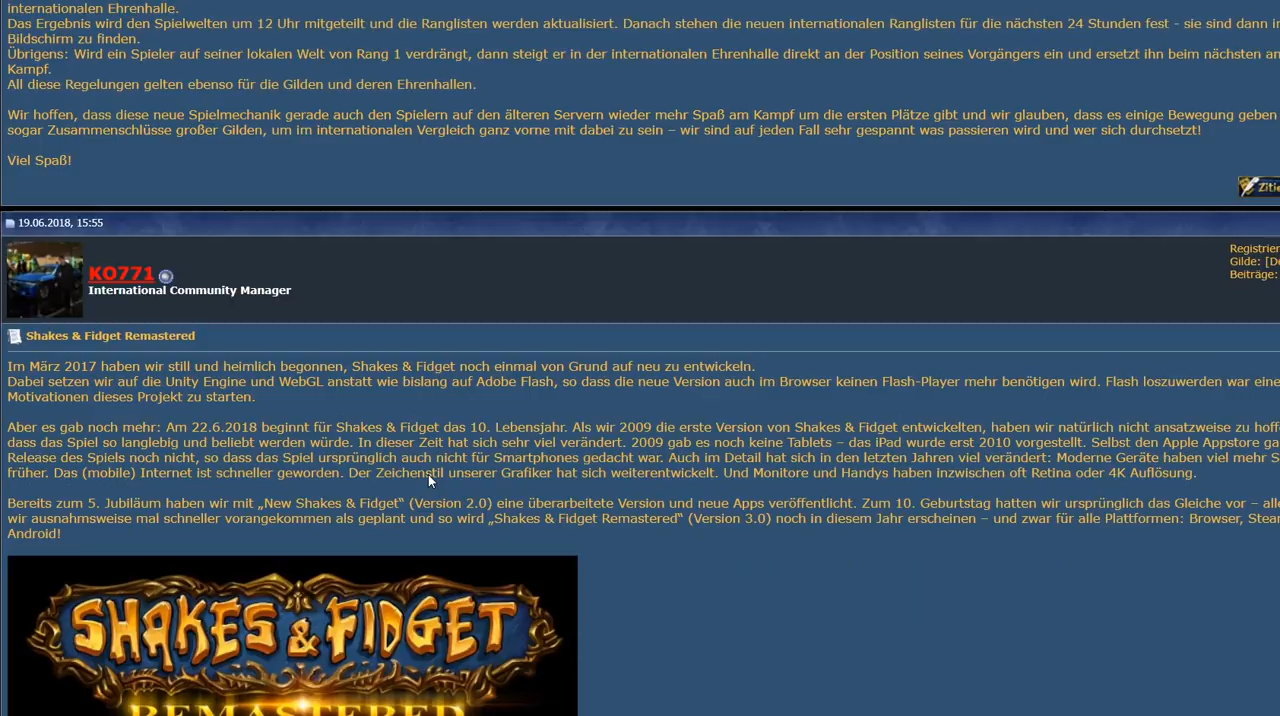 internationalen Ehrenhalle.
Das Ergebnis wird den Spielwelten um 12 Uhr mitgeteilt und die Ranglisten werden aktualisiert. Danach stehen die neuen internationalen Ranglisten für die nächsten 24 Stunden fest - sie sind dann
Bildschirm zu finden.
Übrigens: Wird ein Spieler auf seiner lokalen Welt von Rang 1 verdrängt, dann steigt er in der internationalen Ehrenhalle direkt an der Position seines Vorgängers ein und ersetzt ihn beim nächsten
Kampf.
All diese Regelungen gelten ebenso für die Gilden und deren Ehrenhallen.
Wir hoffen, dass diese neue Spielmechanik gerade auch den Spielern auf den älteren Servern wieder mehr Spaß am Kampf um die ersten Plätze gibt und wir glauben, dass es einige Bewegung geben
sogar Zusammenschlüsse großer Gilden, um im internationalen Vergleich ganz vorne mit dabei zu sein – wir sind auf jeden Fall sehr gespannt was passieren wird und wer sich durchsetzt!
Viel Spaß!
Zitie
19.06.2018, 15:55
KO771
International Community Manager
Registrier
Gilde: [De
Beiträge:
Shakes & Fidget Remastered
Im März 2017 haben wir still und heimlich begonnen, Shakes & Fidget noch einmal von Grund auf neu zu entwickeln.
Dabei setzen wir auf die Unity Engine und WebGL anstatt wie bislang auf Adobe Flash, so dass die neue Version auch im Browser keinen Flash-Player mehr benötigen wird. Flash loszuwerden war eine
Motivationen dieses Projekt zu starten.
Aber es gab noch mehr: Am 22.6.2018 beginnt für Shakes & Fidget das 10. Lebensjahr. Als wir 2009 die erste Version von Shakes & Fidget entwickelten, haben wir natürlich nicht ansatzweise zu hoffe
dass das Spiel so langlebig und beliebt werden würde. In dieser Zeit hat sich sehr viel verändert. 2009 gab es noch keine Tablets – das iPad wurde erst 2010 vorgestellt. Selbst den Apple Appstore ga
Release des Spiels noch nicht, so dass das Spiel ursprünglich auch nicht für Smartphones gedacht war. Auch im Detail hat sich in den letzten Jahren viel verändert: Moderne Geräte haben viel mehr S
früher. Das (mobile) Internet ist schneller geworden. Der Zeichenstil unserer Grafiker hat sich weiterentwickelt. Und Monitore und Handys haben inzwischen oft Retina oder 4K Auflösung.
Bereits zum 5. Jubiläum haben wir mit „New Shakes & Fidget“ (Version 2.0) eine überarbeitete Version und neue Apps veröffentlicht. Zum 10. Geburtstag hatten wir ursprünglich das Gleiche vor – alle
wir ausnahmsweise mal schneller vorangekommen als geplant und so wird „Shakes & Fidget Remastered“ (Version 3.0) noch in diesem Jahr erscheinen – und zwar für alle Plattformen: Browser, Stea
Android!
SHAKES & FIDGET
REMASTERED